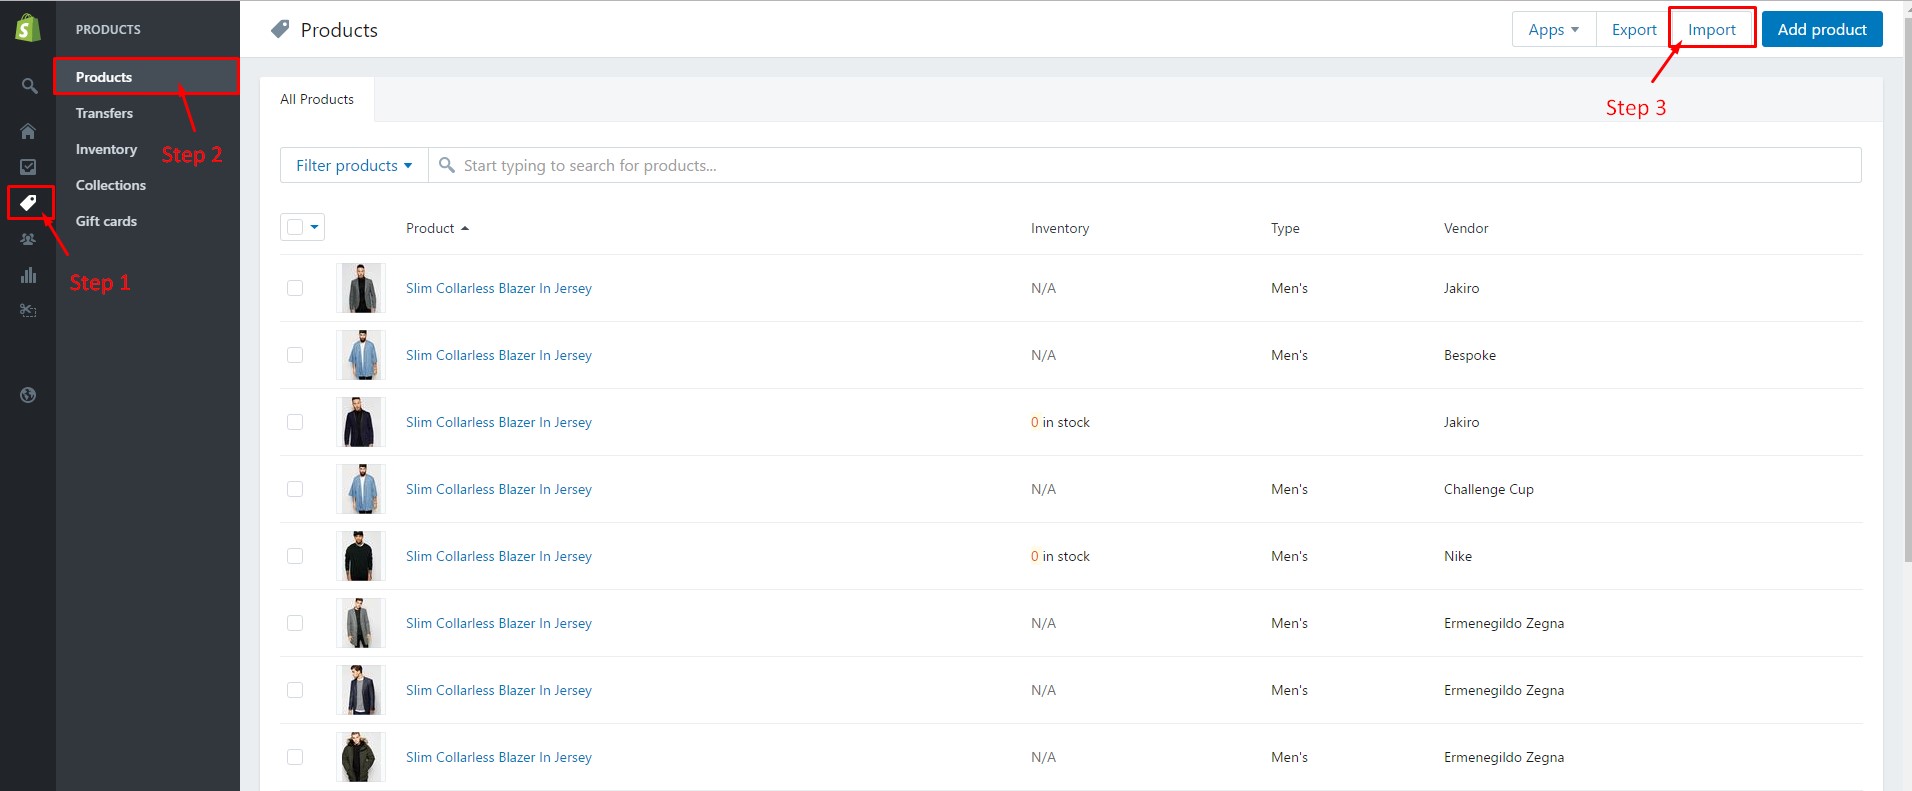 PRODUCTS
Products
Transfers
Inventory
Collections
Gift cards
Step 1
Step 2
Products
Apps
Export
Import
Add product
Step 3
All Products
Filter products
Start typing to search for products...
Product Inventory Type Vendor
Slim Collarless Blazer In Jersey N/A Men's Jakiro
Slim Collarless Blazer In Jersey N/A Men's Bespoke
Slim Collarless Blazer In Jersey 0 in stock Jakiro
Slim Collarless Blazer In Jersey N/A Men's Challenge Cup
Slim Collarless Blazer In Jersey 0 in stock Men's Nike
Slim Collarless Blazer In Jersey N/A Men's Ermenegildo Zegna
Slim Collarless Blazer In Jersey N/A Men's Ermenegildo Zegna
Slim Collarless Blazer In Jersey N/A Men's Ermenegildo Zegna